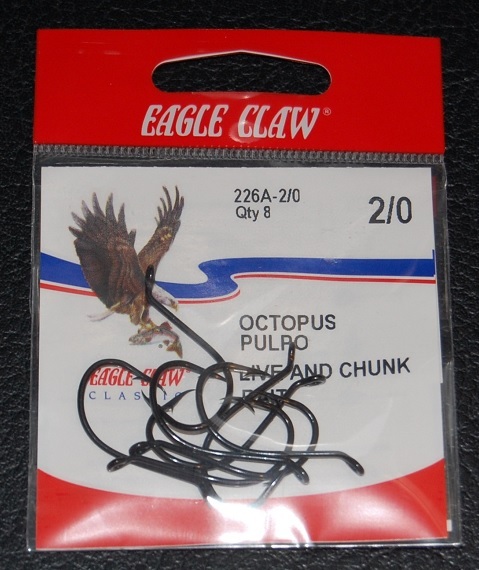 EAGLE CLAW®
226A-2/0
Qty 8
2/0
OCTOPUS
PULPO
LIVE AND CHUNK
EAGLE CLAW
CLASSIC